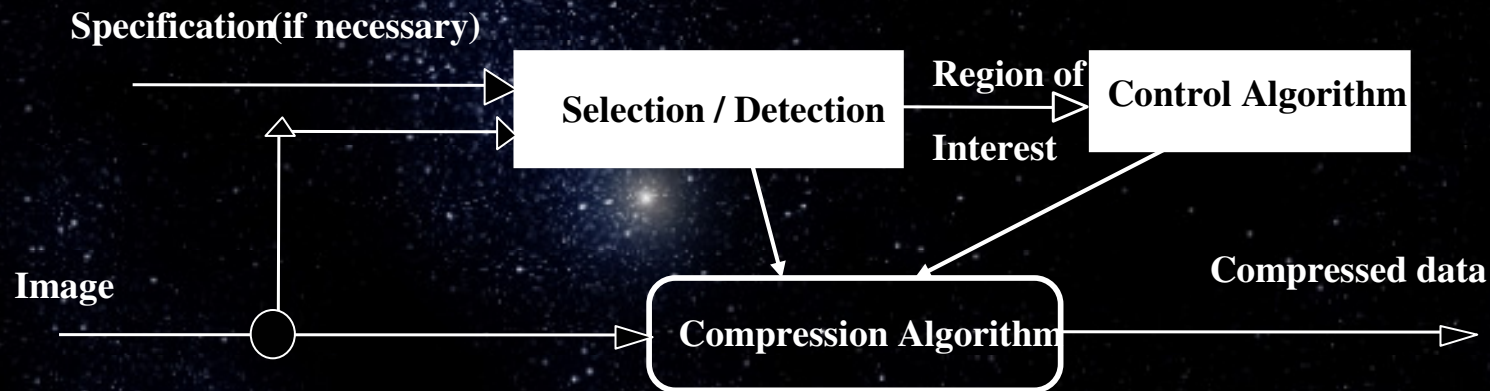 Specification(if necessary)
Selection / Detection
Region of
Interest
Control Algorithm
Image
Compression Algorithm
Compressed data